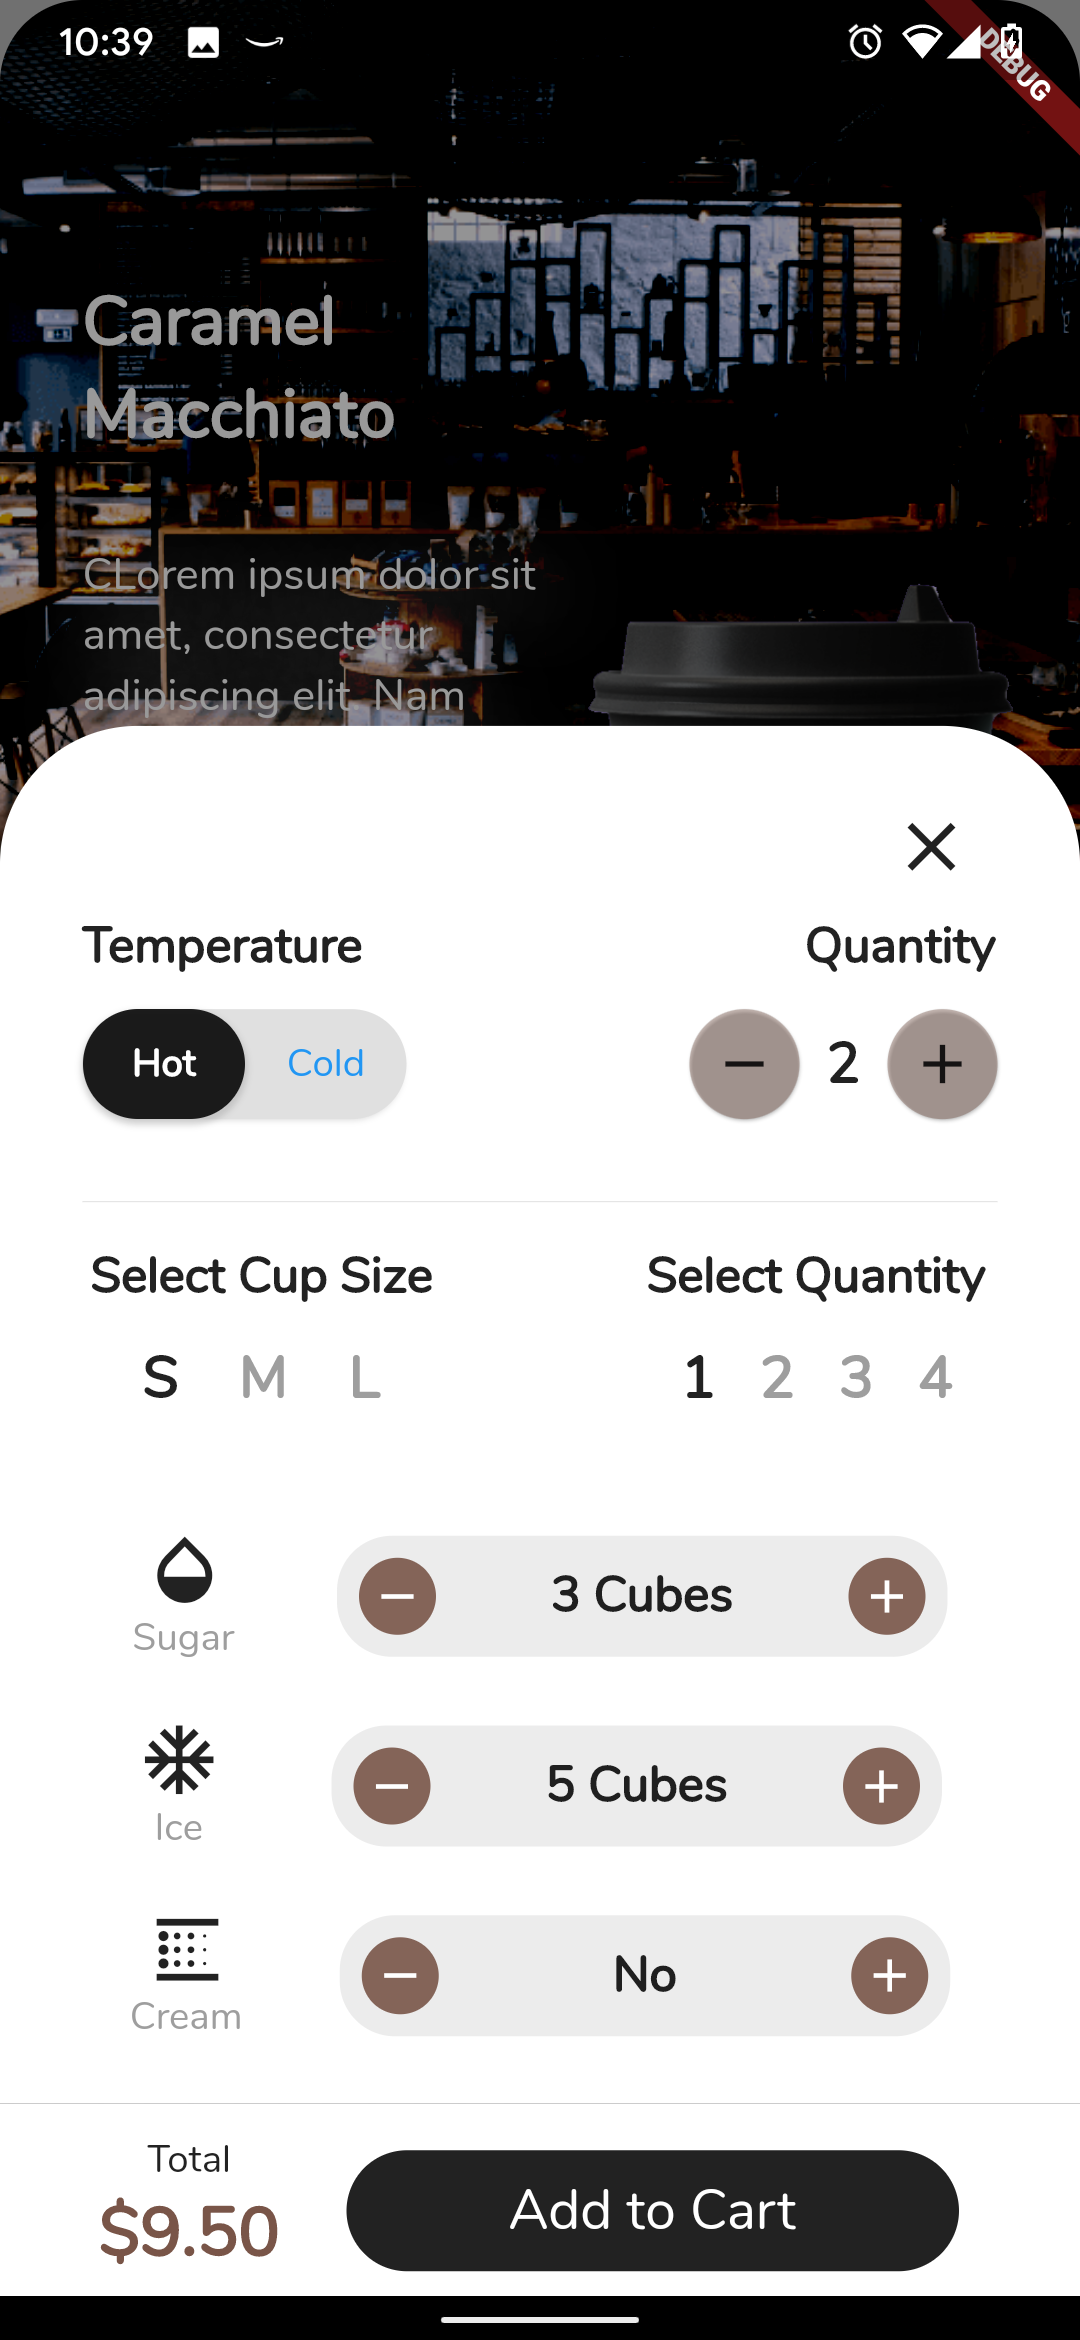 10:39
DEBUG
Caramel
Macchiato
CLorem ipsum dolor sit
amet, consectetur
adipiscing elit. Nam
Temperature Quantity
Hot Cold 2
Select Cup Size Select Quantity
S M L 1 2 3 4
3 Cubes
Sugar
5 Cubes
Ice
No
Cream
Total
$9.50
Add to Cart